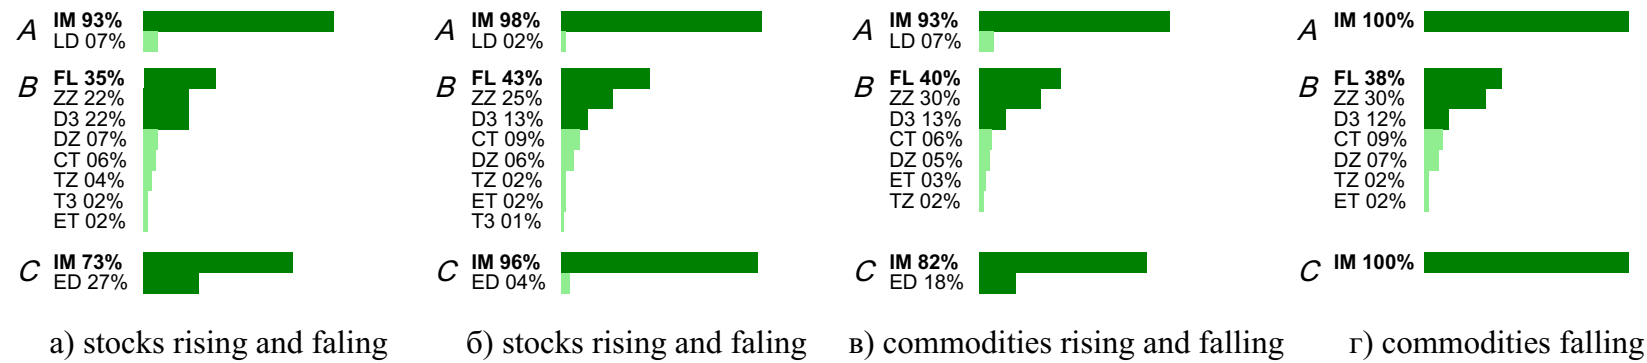 A
IM 93%
LD 07%
B
FL 35%
ZZ 22%
D3 22%
DZ 07%
CT 06%
TZ 04%
T3 02%
ET 02%
C
IM 73%
ED 27%
а) stocks rising and faling
A
IM 98%
LD 02%
B
FL 43%
ZZ 25%
D3 13%
CT 09%
DZ 06%
TZ 02%
ET 02%
T3 01%
C
IM 96%
ED 04%
б) stocks rising and faling
A
IM 93%
LD 07%
B
FL 40%
ZZ 30%
D3 13%
CT 06%
DZ 05%
ET 03%
TZ 02%
C
IM 82%
ED 18%
в) commodities rising and falling
A
IM 100%
B
FL 38%
ZZ 30%
D3 12%
CT 09%
DZ 07%
TZ 02%
ET 02%
C
IM 100%
г) commodities falling